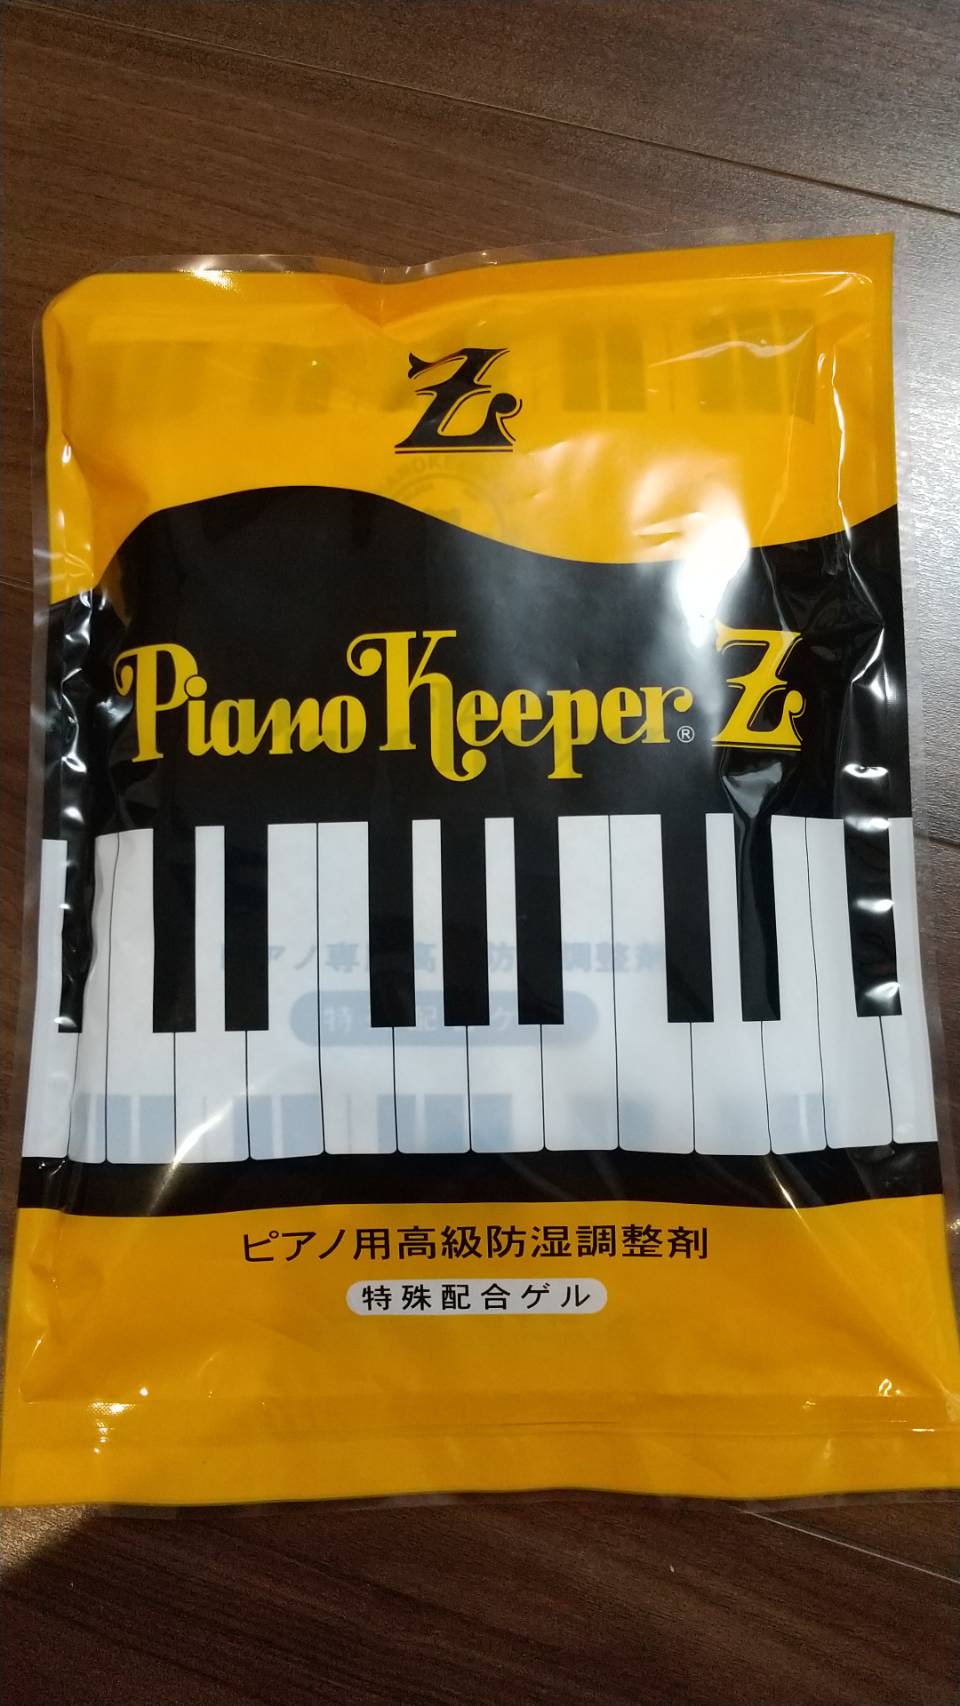 Z
Piano Keeper® Z
ピアノ用高級防湿調整剤
特殊配合ゲル